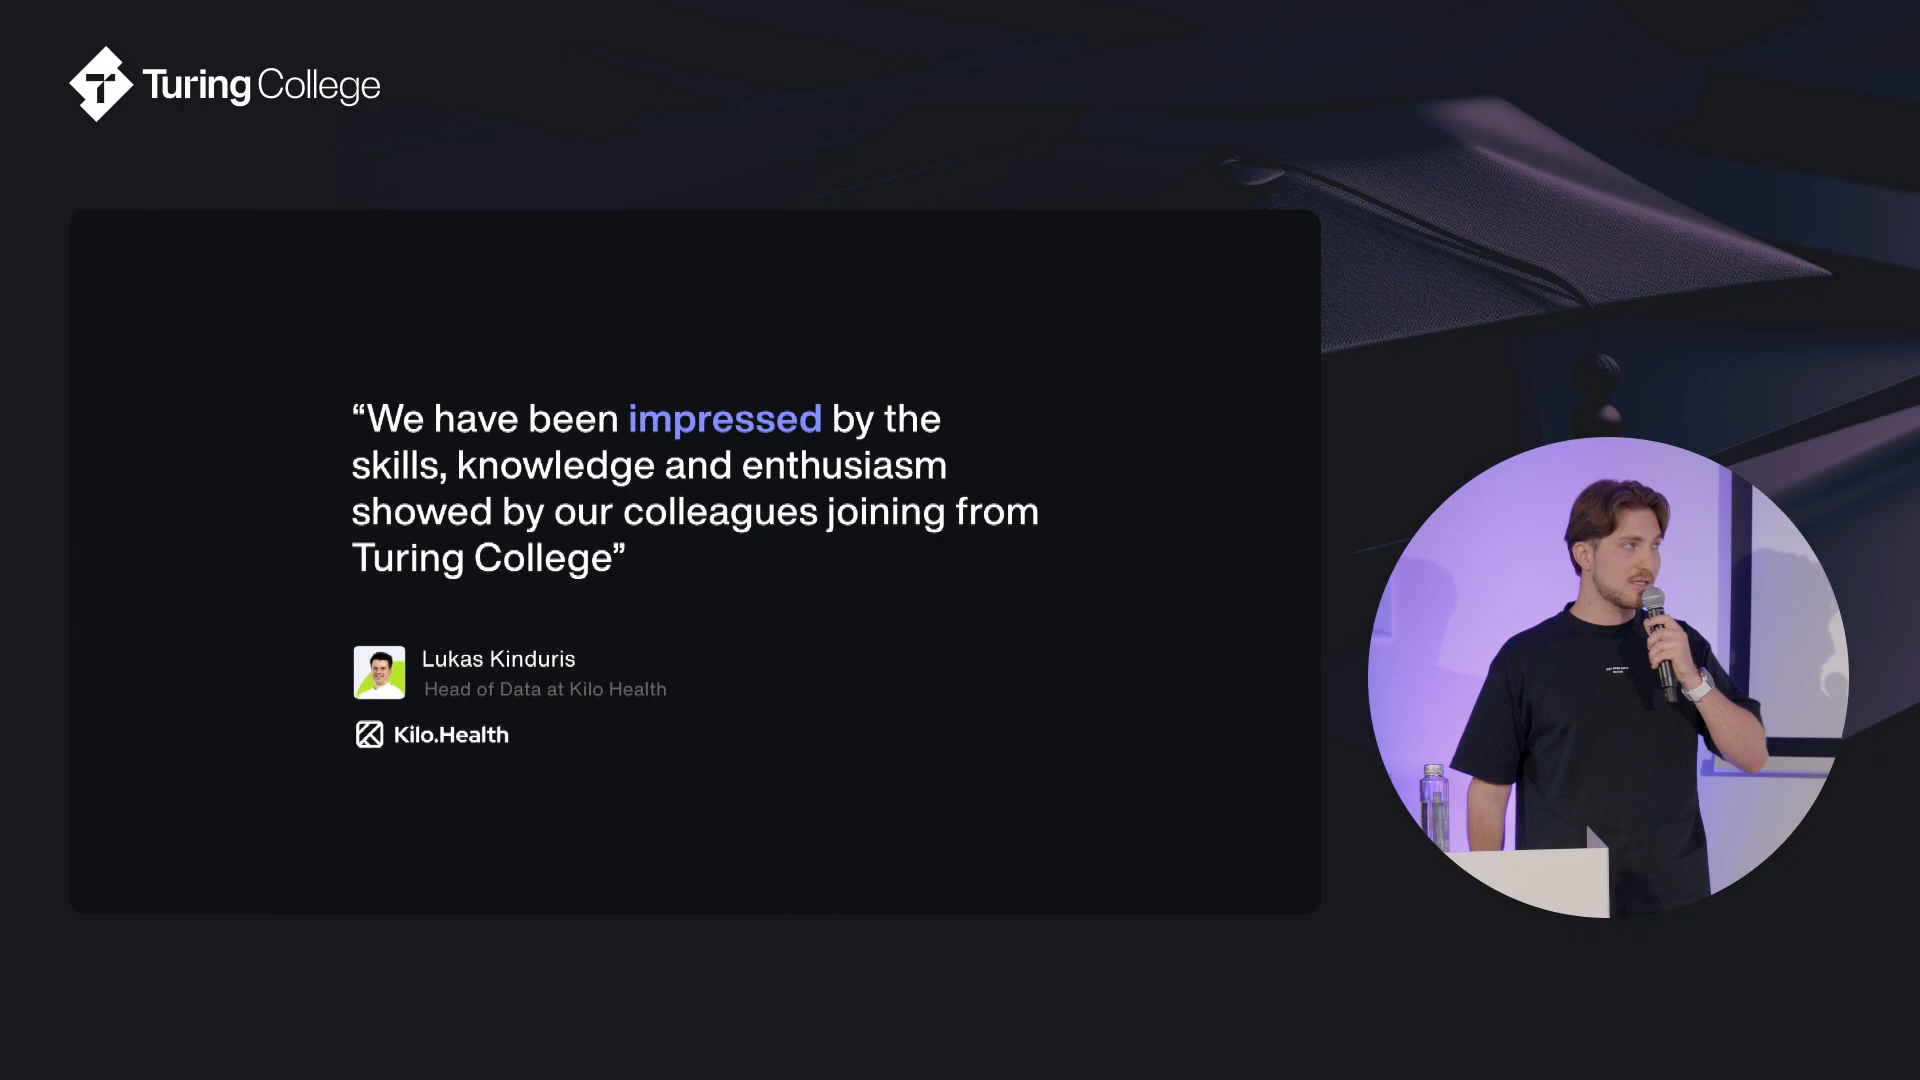 Turing College
“We have been impressed by the
skills, knowledge and enthusiasm
showed by our colleagues joining from
Turing College”
Lukas Kinduris
Head of Data at Kilo Health
Kilo.Health